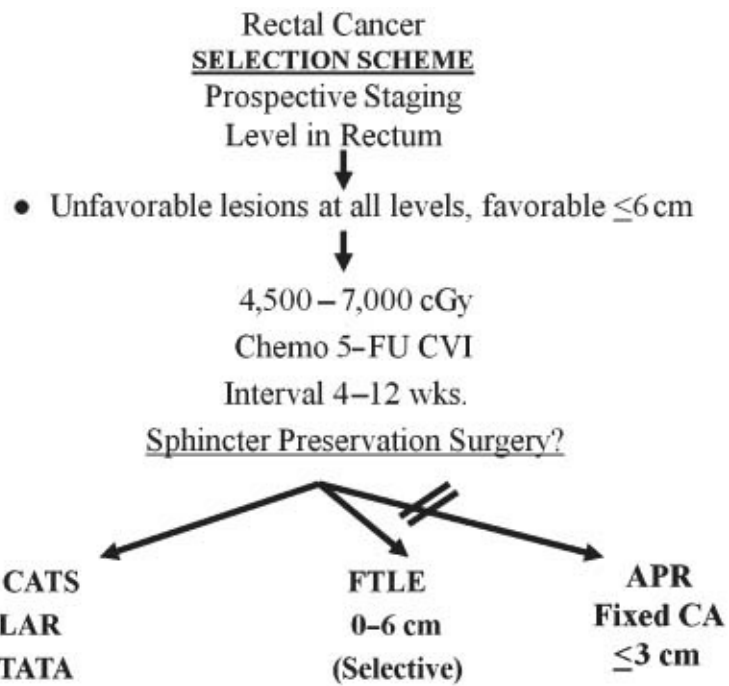 Rectal Cancer
SELECTION SCHEME
Prospective Staging
Level in Rectum
• Unfavorable lesions at all levels, favorable ≤6 cm
4,500–7,000 cGy
Chemo 5–FU CVI
Interval 4–12 wks.
Sphincter Preservation Surgery?
CATS
LAR
TATA
FTLE
0–6 cm
(Selective)
APR
Fixed CA
≤3 cm